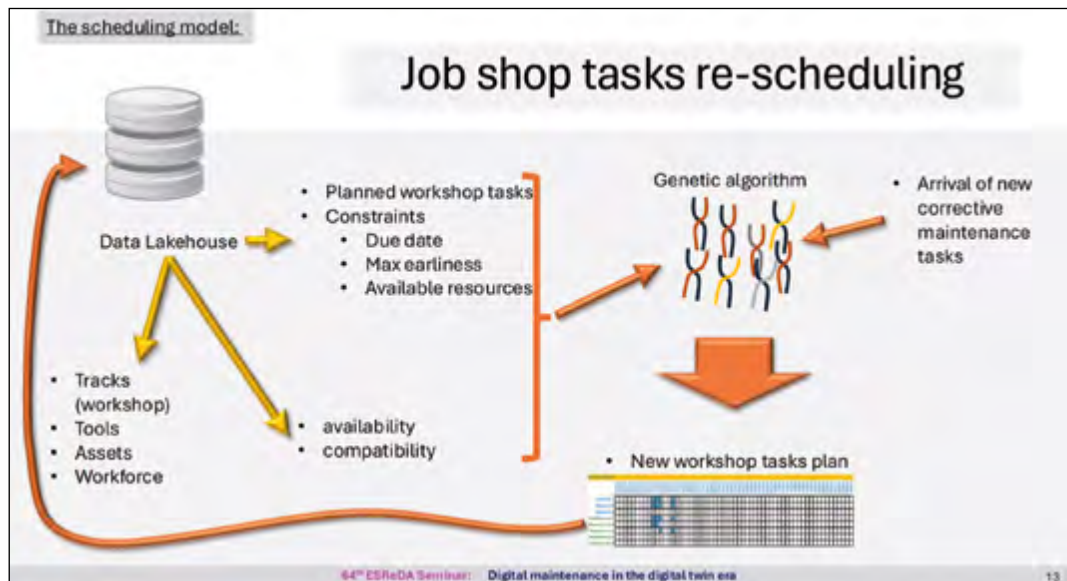 The scheduling model:
Job shop tasks re-scheduling
Data Lakehouse
• Planned workshop tasks
• Constraints
• Due date
• Max earliness
• Available resources
Genetic algorithm
• Arrival of new
corrective
maintenance
tasks
• Tracks
(workshop)
• Tools
• Assets
• Workforce
• availability
• compatibility
• New workshop tasks plan
64th ESReDA Seminar: Digital maintenance in the digital twin era
13